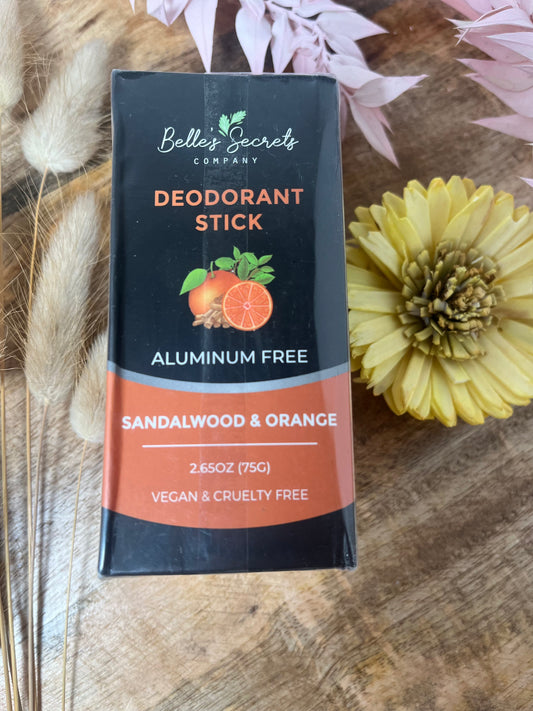 Belle's Secrets
COMPANY
DEODORANT
STICK
ALUMINUM FREE
SANDALWOOD & ORANGE
2.65OZ (75G)
VEGAN & CRUELTY FREE